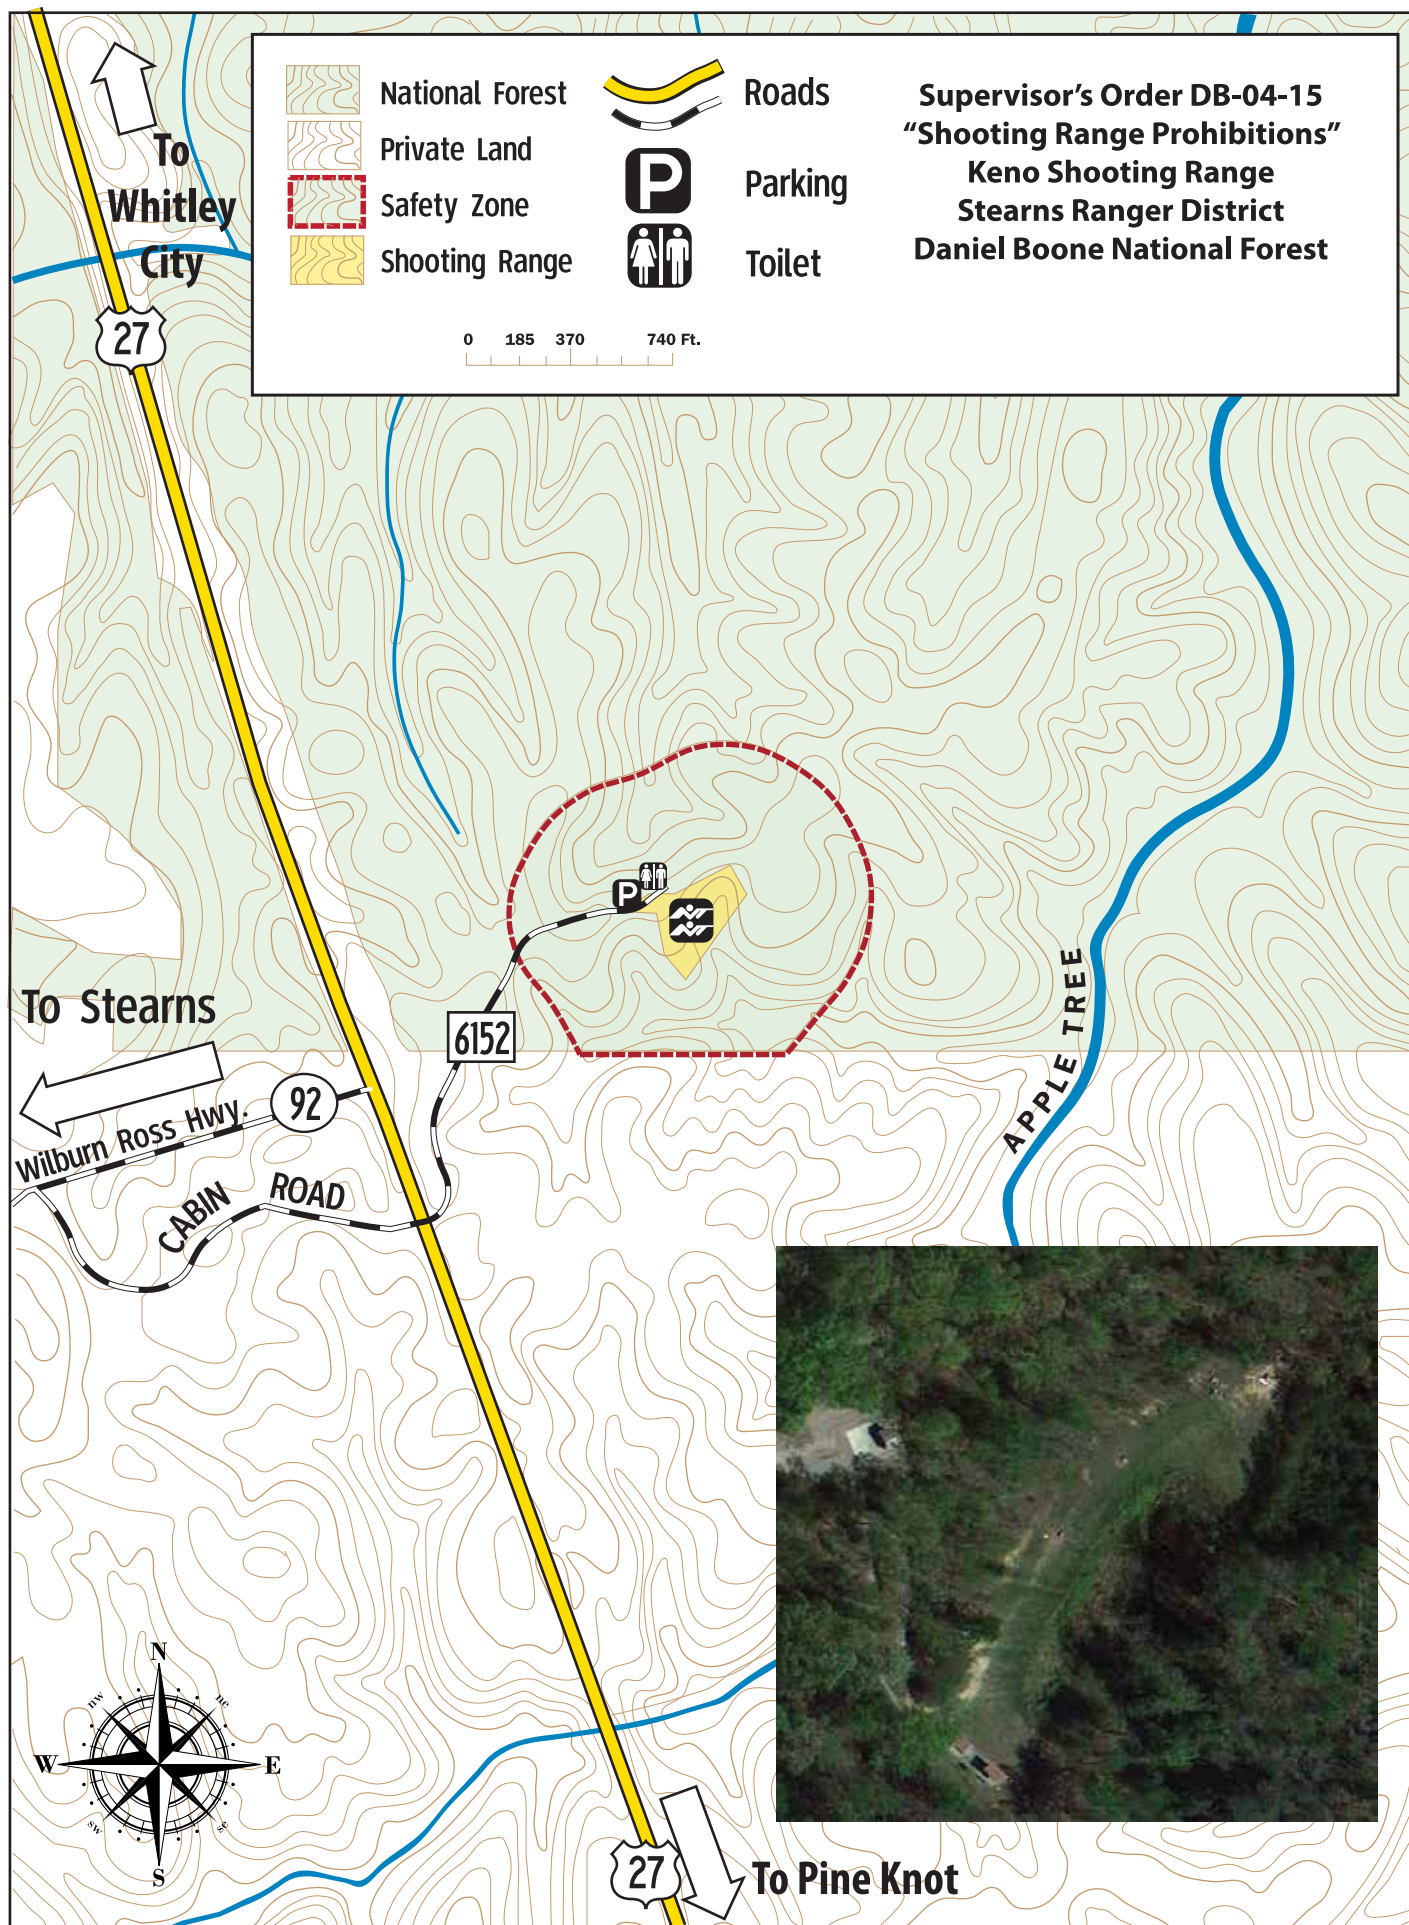 National Forest
Private Land
Safety Zone
Shooting Range
Roads
P
Parking
Toilet
Supervisor’s Order DB-04-15
“Shooting Range Prohibitions”
Keno Shooting Range
Stearns Ranger District
Daniel Boone National Forest
0 185 370 740 Ft.
To
Whitley
City
27
P
To Stearns
6152
92
Wilburn Ross Hwy.
CABIN ROAD
APPLE TREE
N
nw
ne
W
E
sw
se
S
27
To Pine Knot